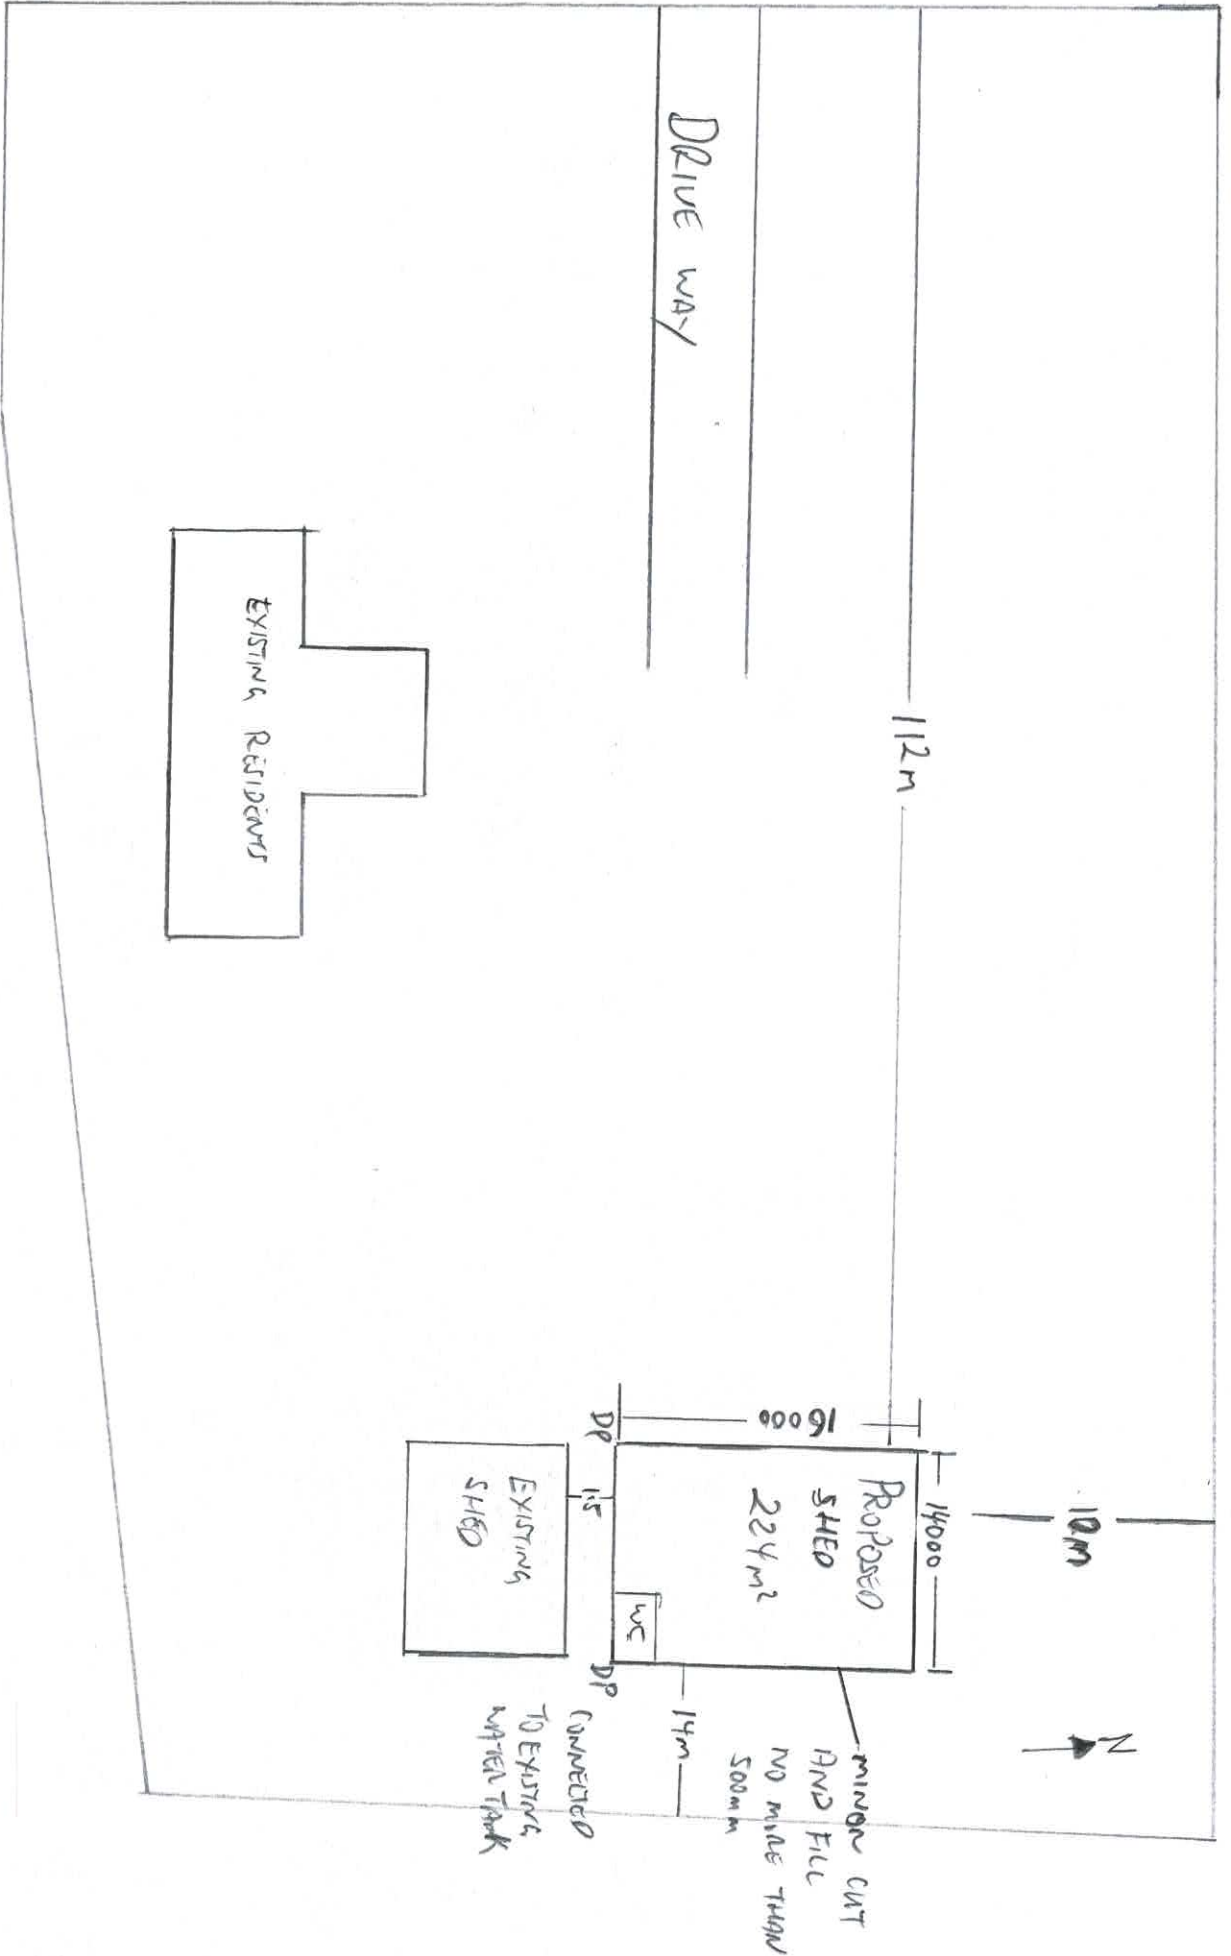 DRIVE WAY
112m
EXISTING RESIDENTS
16000
14000
10m
PROPOSED
SHED
224m²
WC
DP
DP
1.5
EXISTING
SHED
14m
N
MINOR CUT
AND FILL
NO MORE THAN
500mm
CONNECTED
TO EXISTING
WATER TANK